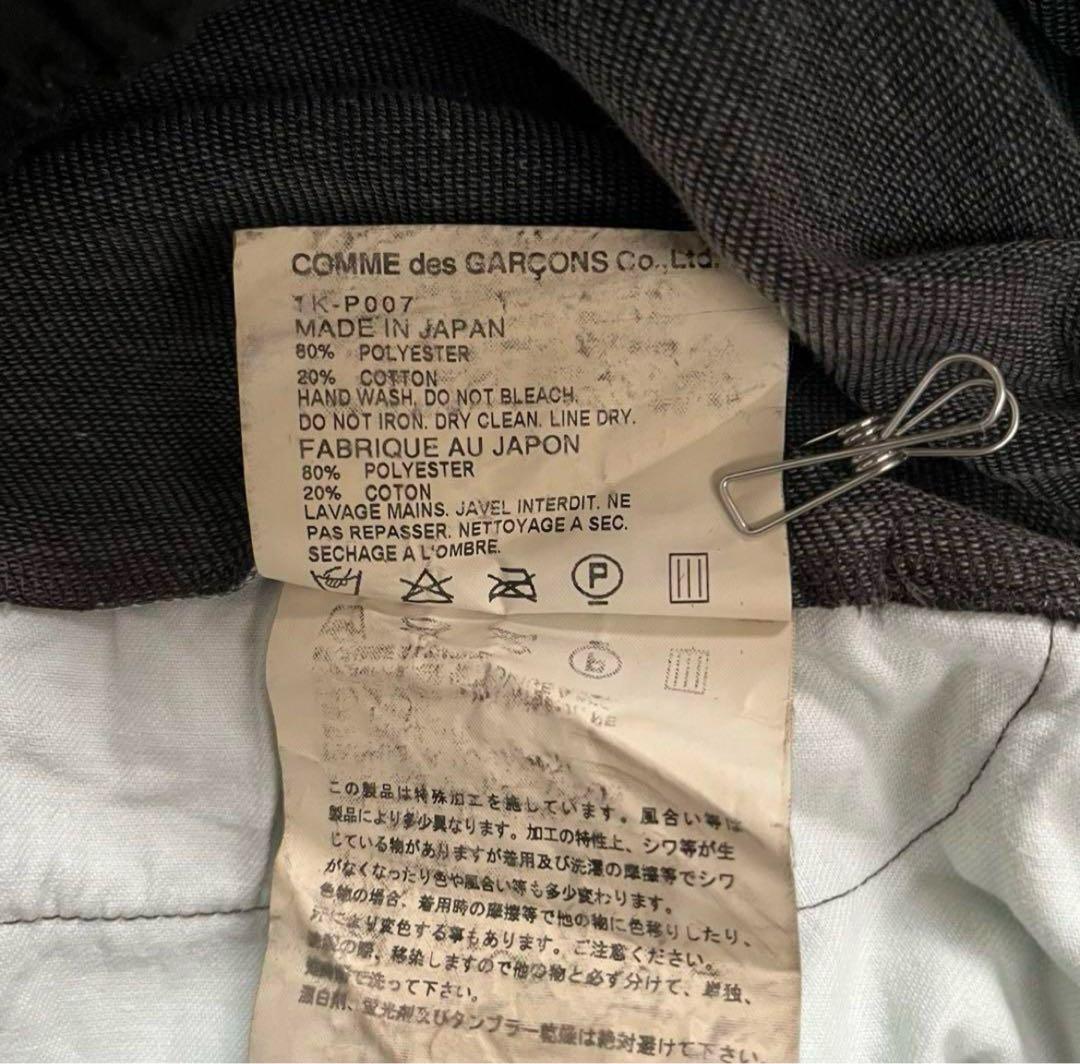 COMME des GARÇONS Co.,Ltd.
1K-P007
MADE IN JAPAN
80% POLYESTER
20% COTTON
HAND WASH. DO NOT BLEACH.
DO NOT IRON. DRY CLEAN. LINE DRY.
FABRIQUE AU JAPON
80% POLYESTER
20% COTON
LAVAGE MAINS. JAVEL INTERDIT. NE
PAS REPASSER. NETTOYAGE A SEC.
SECHAGE A L'OMBRE.
P
この製品は特殊加工を施しています。風合い等は
製品により多少異なります。加工の特性上、シワ等が生
じている物がありますが着用及び洗濯の摩擦等でシワ
がなくなったり色や風合い等も多少変わります。
色物の場合、着用時の摩擦等で他の物に色移りしたり、
により変色する事もあります。ご注意ください。
の際、移染しますので他の物と必ず分けて、単独、
で洗って下さい。
漂白剤、蛍光剤及びタンブラー乾燥は絶対避けて下さい。